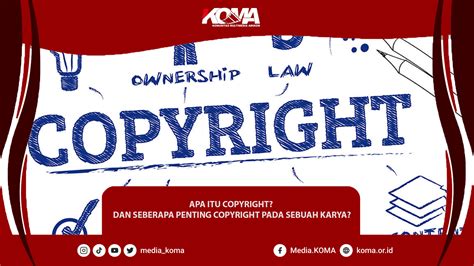 KOMA
OWNERSHIP
LAW
COPYRIGHT
APA ITU COPYRIGHT?
DAN SEBERAPA PENTING COPYRIGHT PADA SEBUAH KARYA?
media_koma
Media.KOMA
koma.or.id